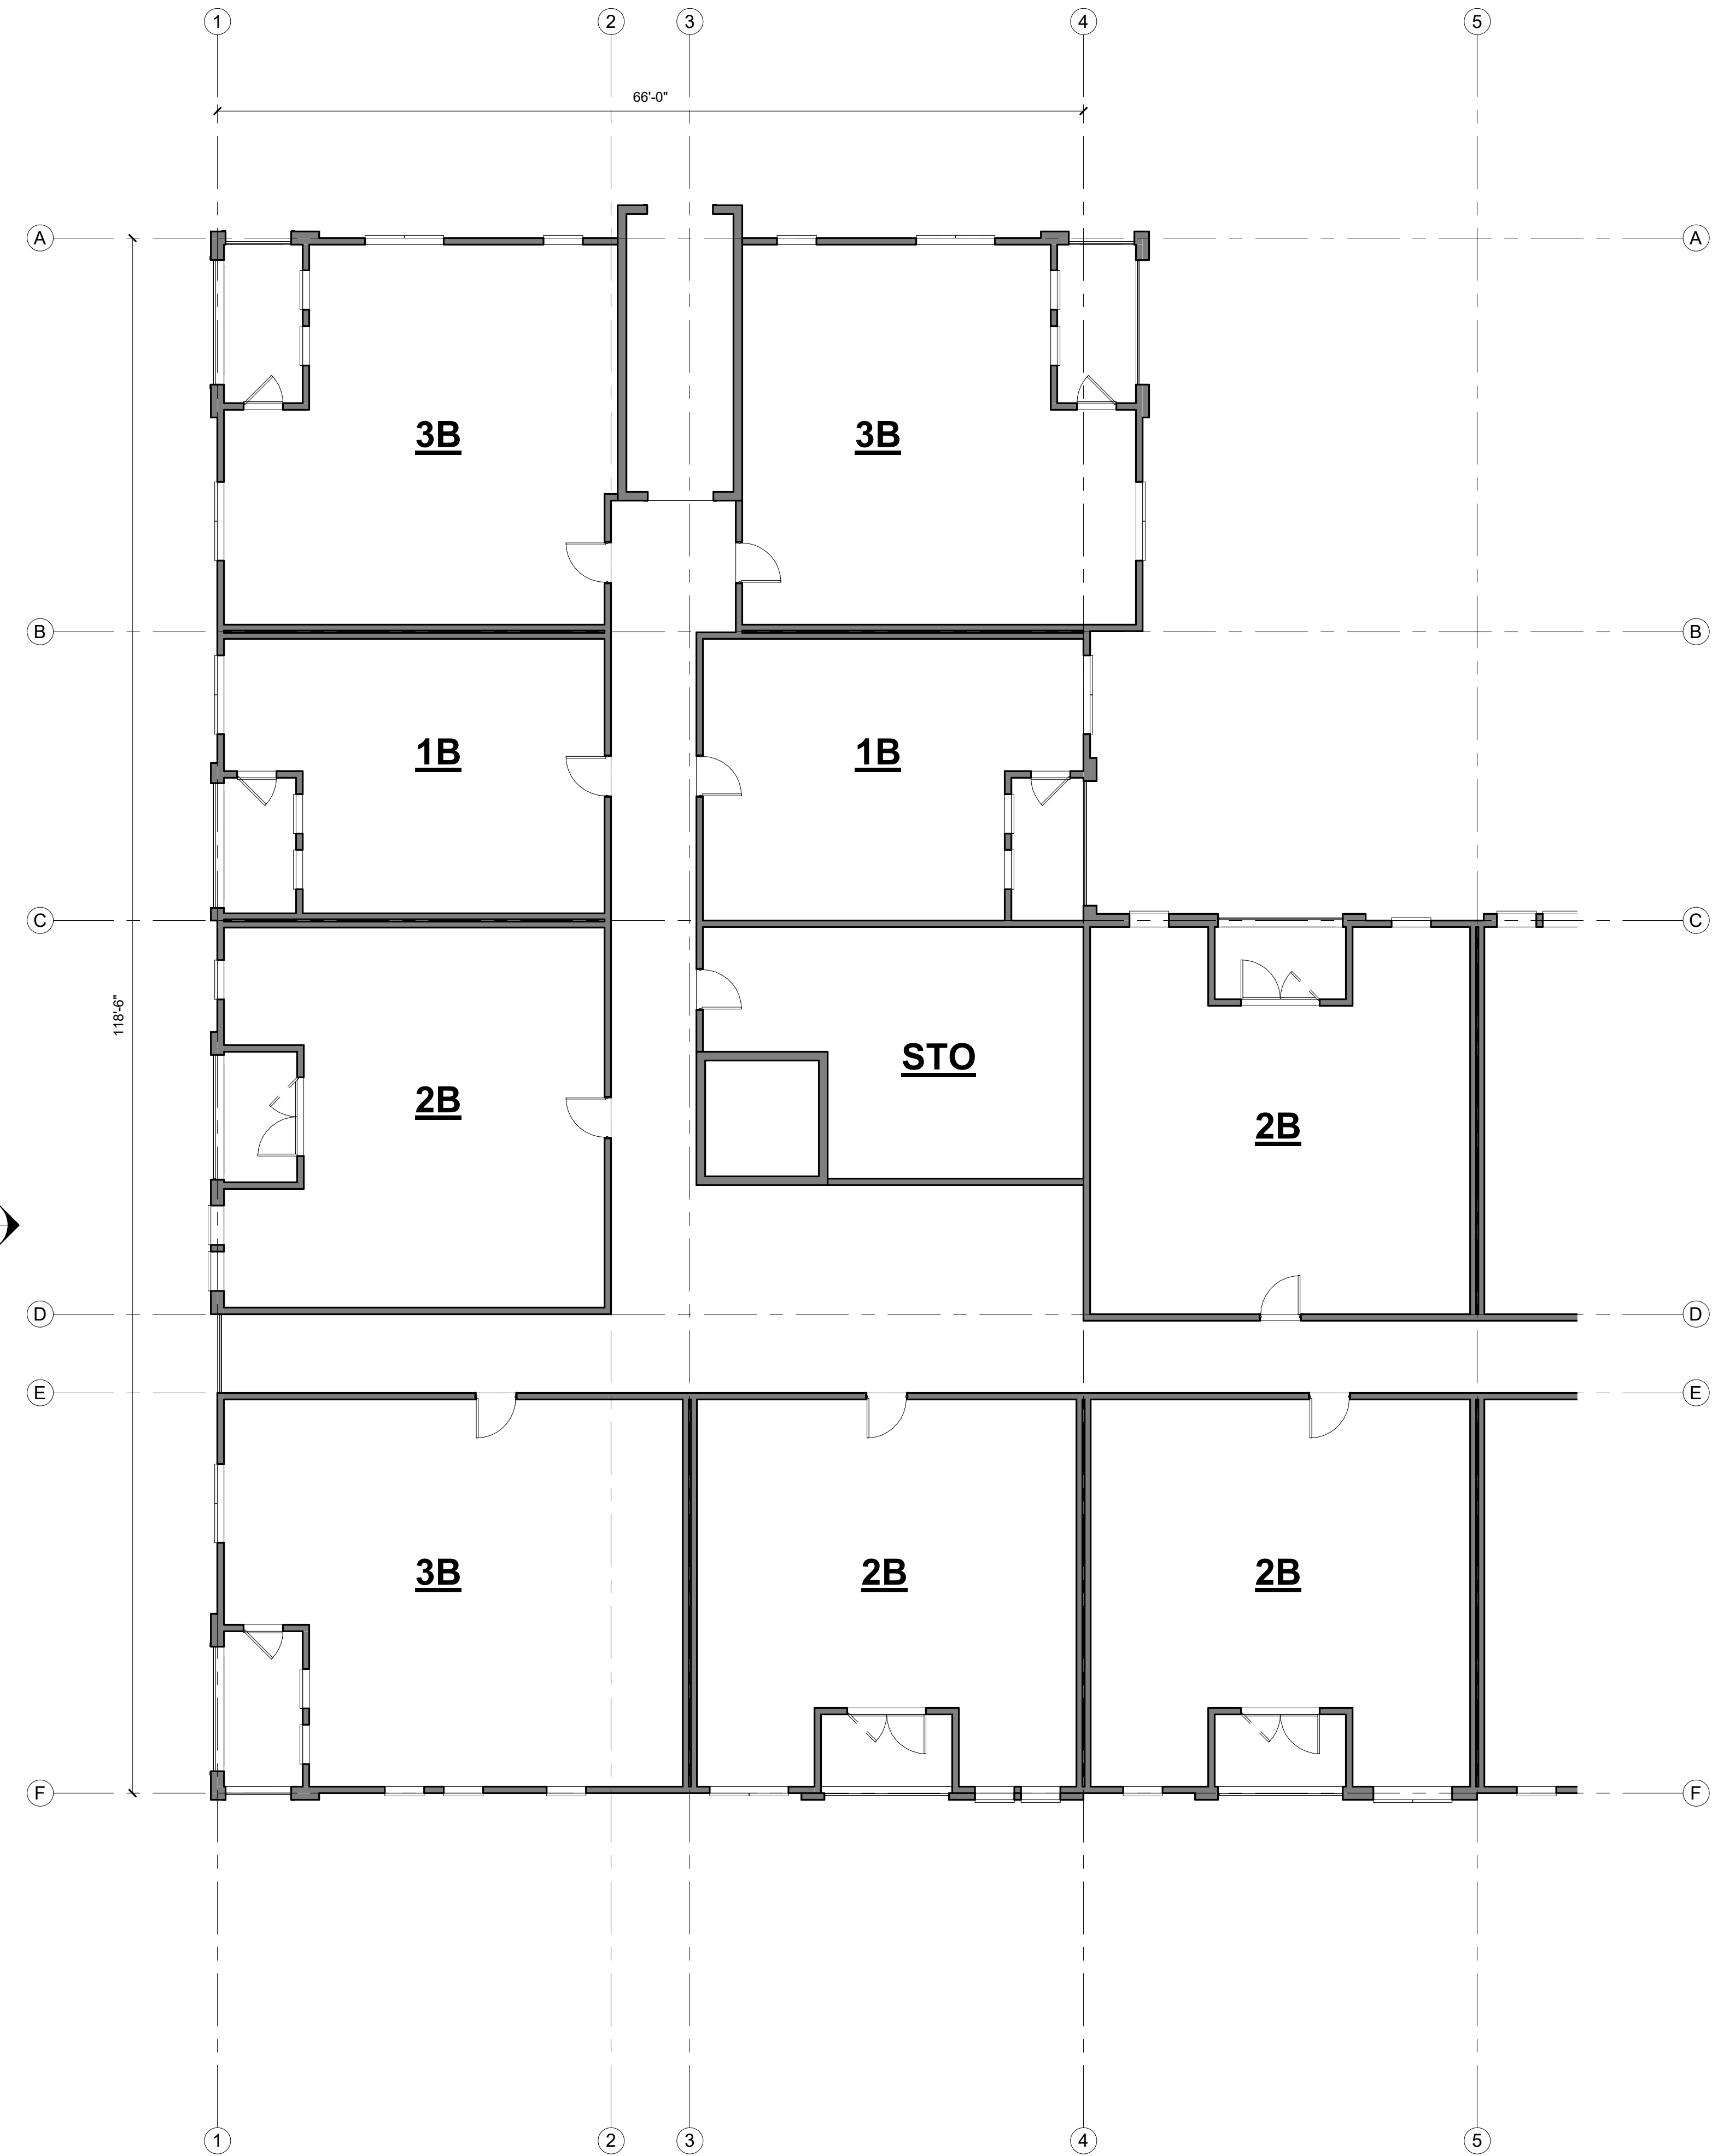 1 2 3 4 5
66'-0"
A A
3B 3B
B B
1B 1B
C C
118'-6"
STO
2B 2B
D D
E E
3B 2B 2B
F F
1 2 3 4 5